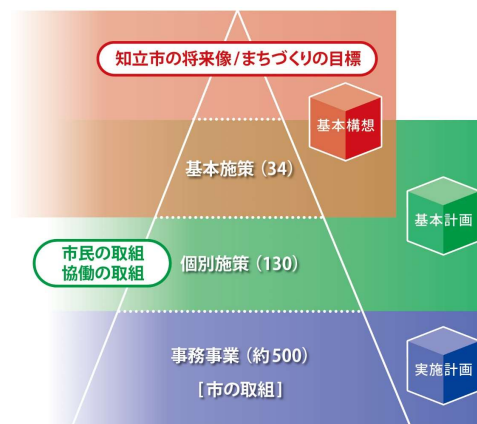 知立市の将来像/まちづくりの目標
基本構想
基本施策（34）
基本計画
市民の取組
協働の取組
個別施策（130）
事務事業（約500）
［市の取組］
実施計画